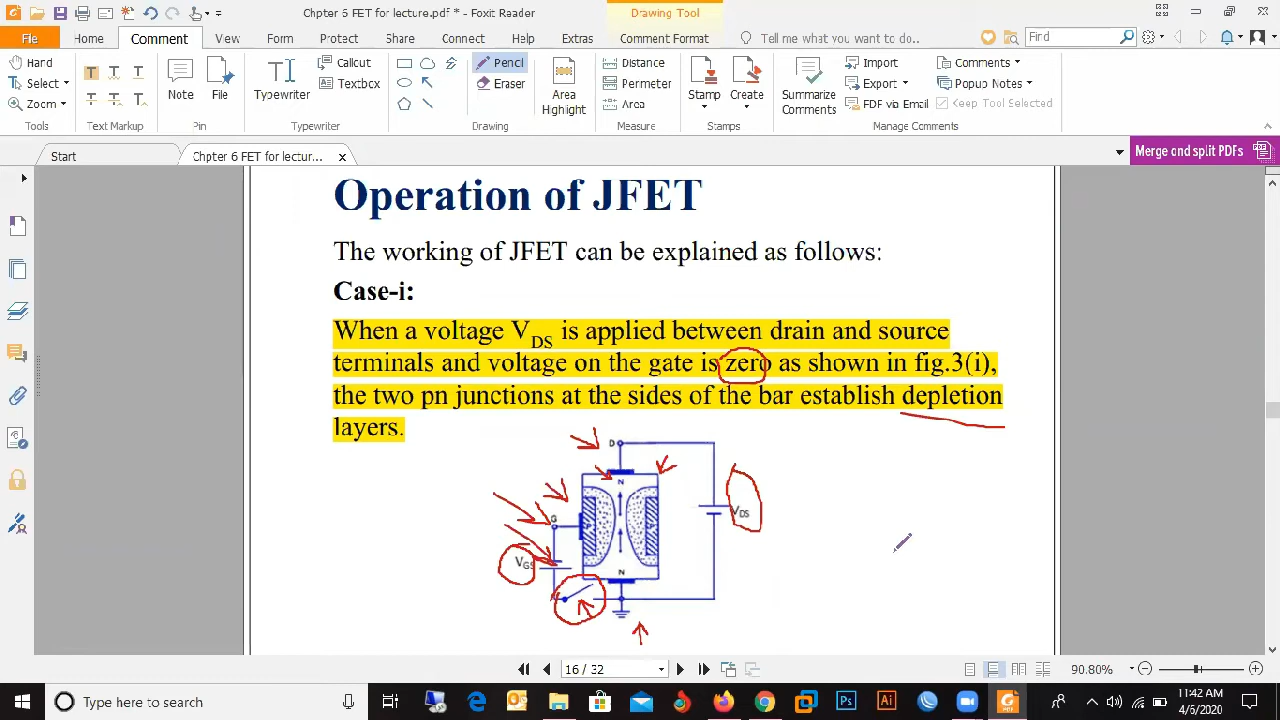 Chpter 6 FET for lecture.pdf * - Foxit Reader
Drawing Tool
File Home Comment View Form Protect Share Connect Help Extras Comment Format Tell me what you want to do.. Find
Hand
Select
Zoom
Tools
Text Markup
Note
File
Pin
Typewriter
Callout
Textbox
Typewriter
Pencil
Eraser
Drawing
Area Highlight
Distance
Perimeter
Area
Measure
Stamp
Create
Stamps
Summarize Comments
Import
Export
FDF via Email
Comments
Popup Notes
Keep Tool Selected
Manage Comments
Start
Chpter 6 FET for lectur...
Merge and split PDFs
Operation of JFET
The working of JFET can be explained as follows:
Case-i:
When a voltage VDS is applied between drain and source
terminals and voltage on the gate is zero as shown in fig.3(i),
the two pn junctions at the sides of the bar establish depletion
layers.
D
N
G
VDS
VGS
N
16 / 32
90.80%
Type here to search
11:42 AM
4/6/2020